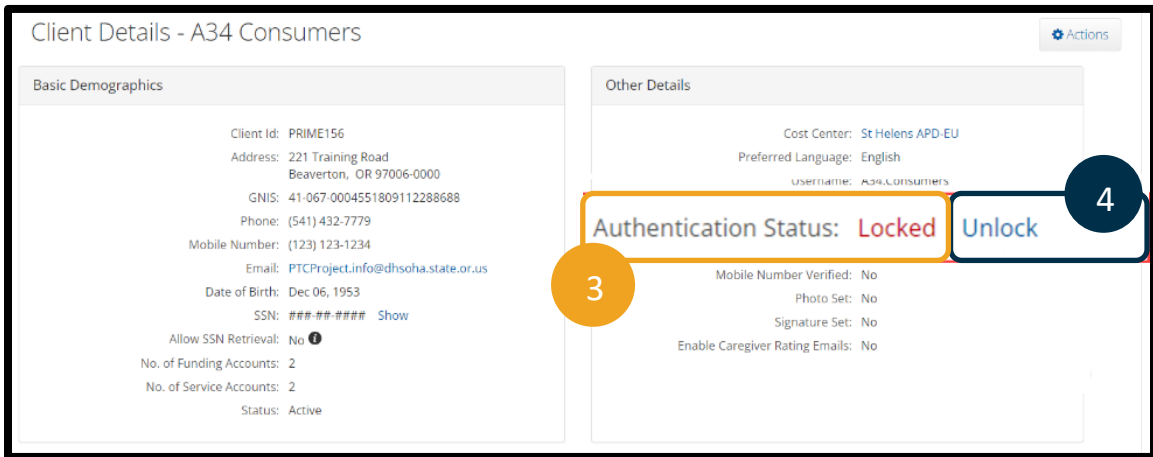 Client Details - A34 Consumers
Actions
Basic Demographics
Client Id: PRIME156
Address: 221 Training Road
Beaverton, OR 97006-0000
GNIS: 41-067-0004551809112288688
Phone: (541) 432-7779
Mobile Number: (123) 123-1234
Email: PTCProject.info@dhsoha.state.or.us
Date of Birth: Dec 06, 1953
SSN: ###-##-#### Show
Allow SSN Retrieval: No
No. of Funding Accounts: 2
No. of Service Accounts: 2
Status: Active
Other Details
Cost Center: St Helens APD-EU
Preferred Language: English
Username: A34.Consumers
Authentication Status: Locked Unlock
3
4
Mobile Number Verified: No
Photo Set: No
Signature Set: No
Enable Caregiver Rating Emails: No